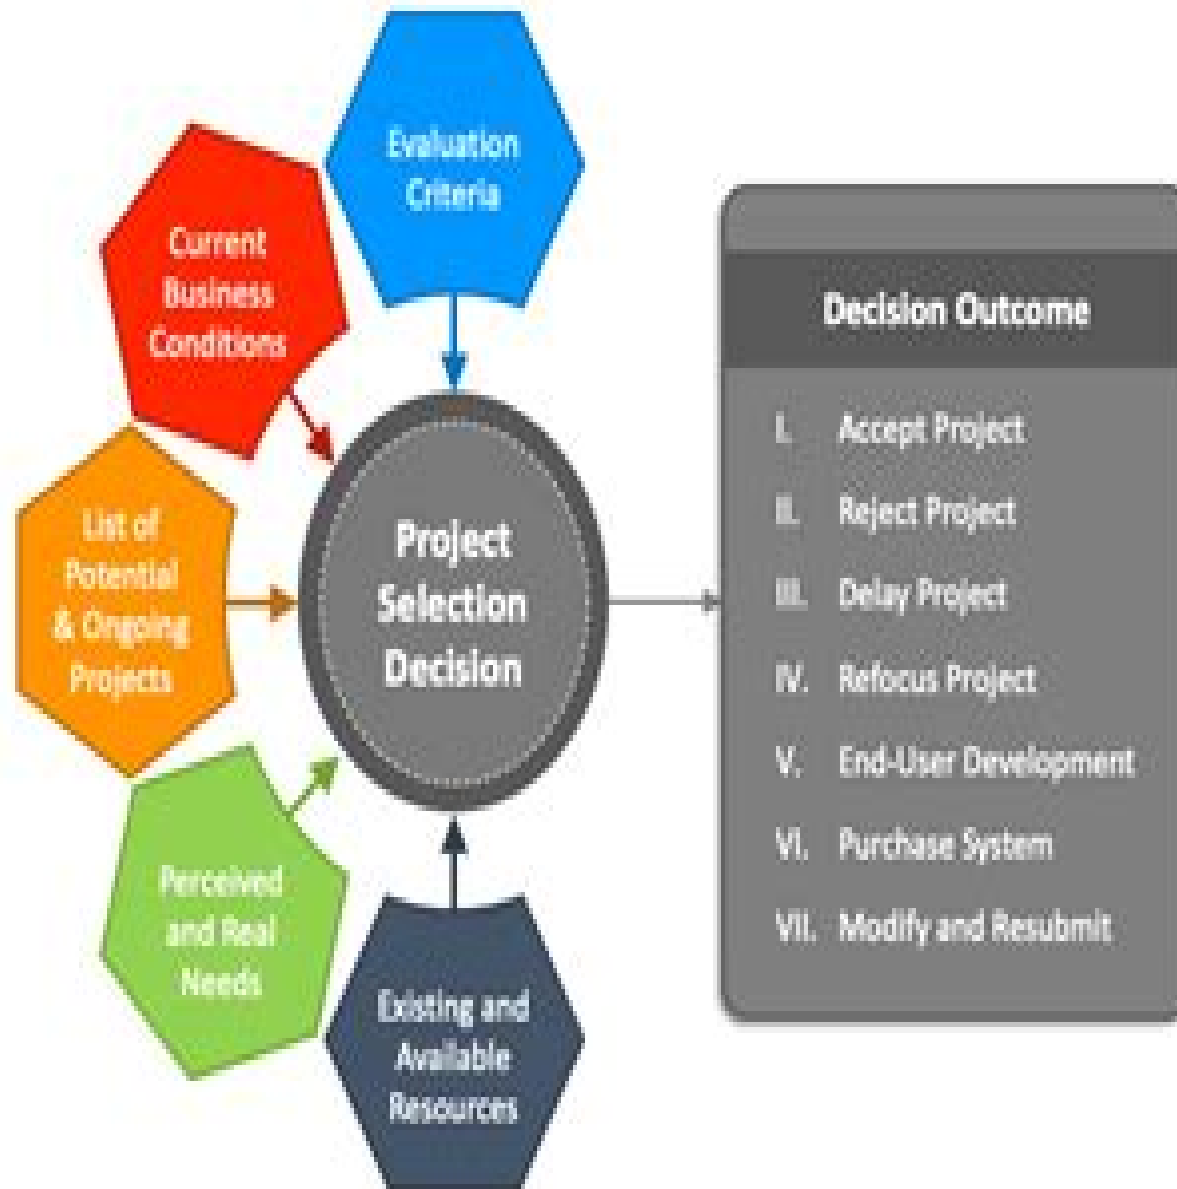 Evaluation
Criteria
Current
Business
Conditions
List of
Potential
& Ongoing
Projects
Perceived
and Real
Needs
Existing and
Available
Resources
Project
Selection
Decision
Decision Outcome
I. Accept Project
II. Reject Project
III. Delay Project
IV. Refocus Project
V. End-User Development
VI. Purchase System
VII. Modify and Resubmit